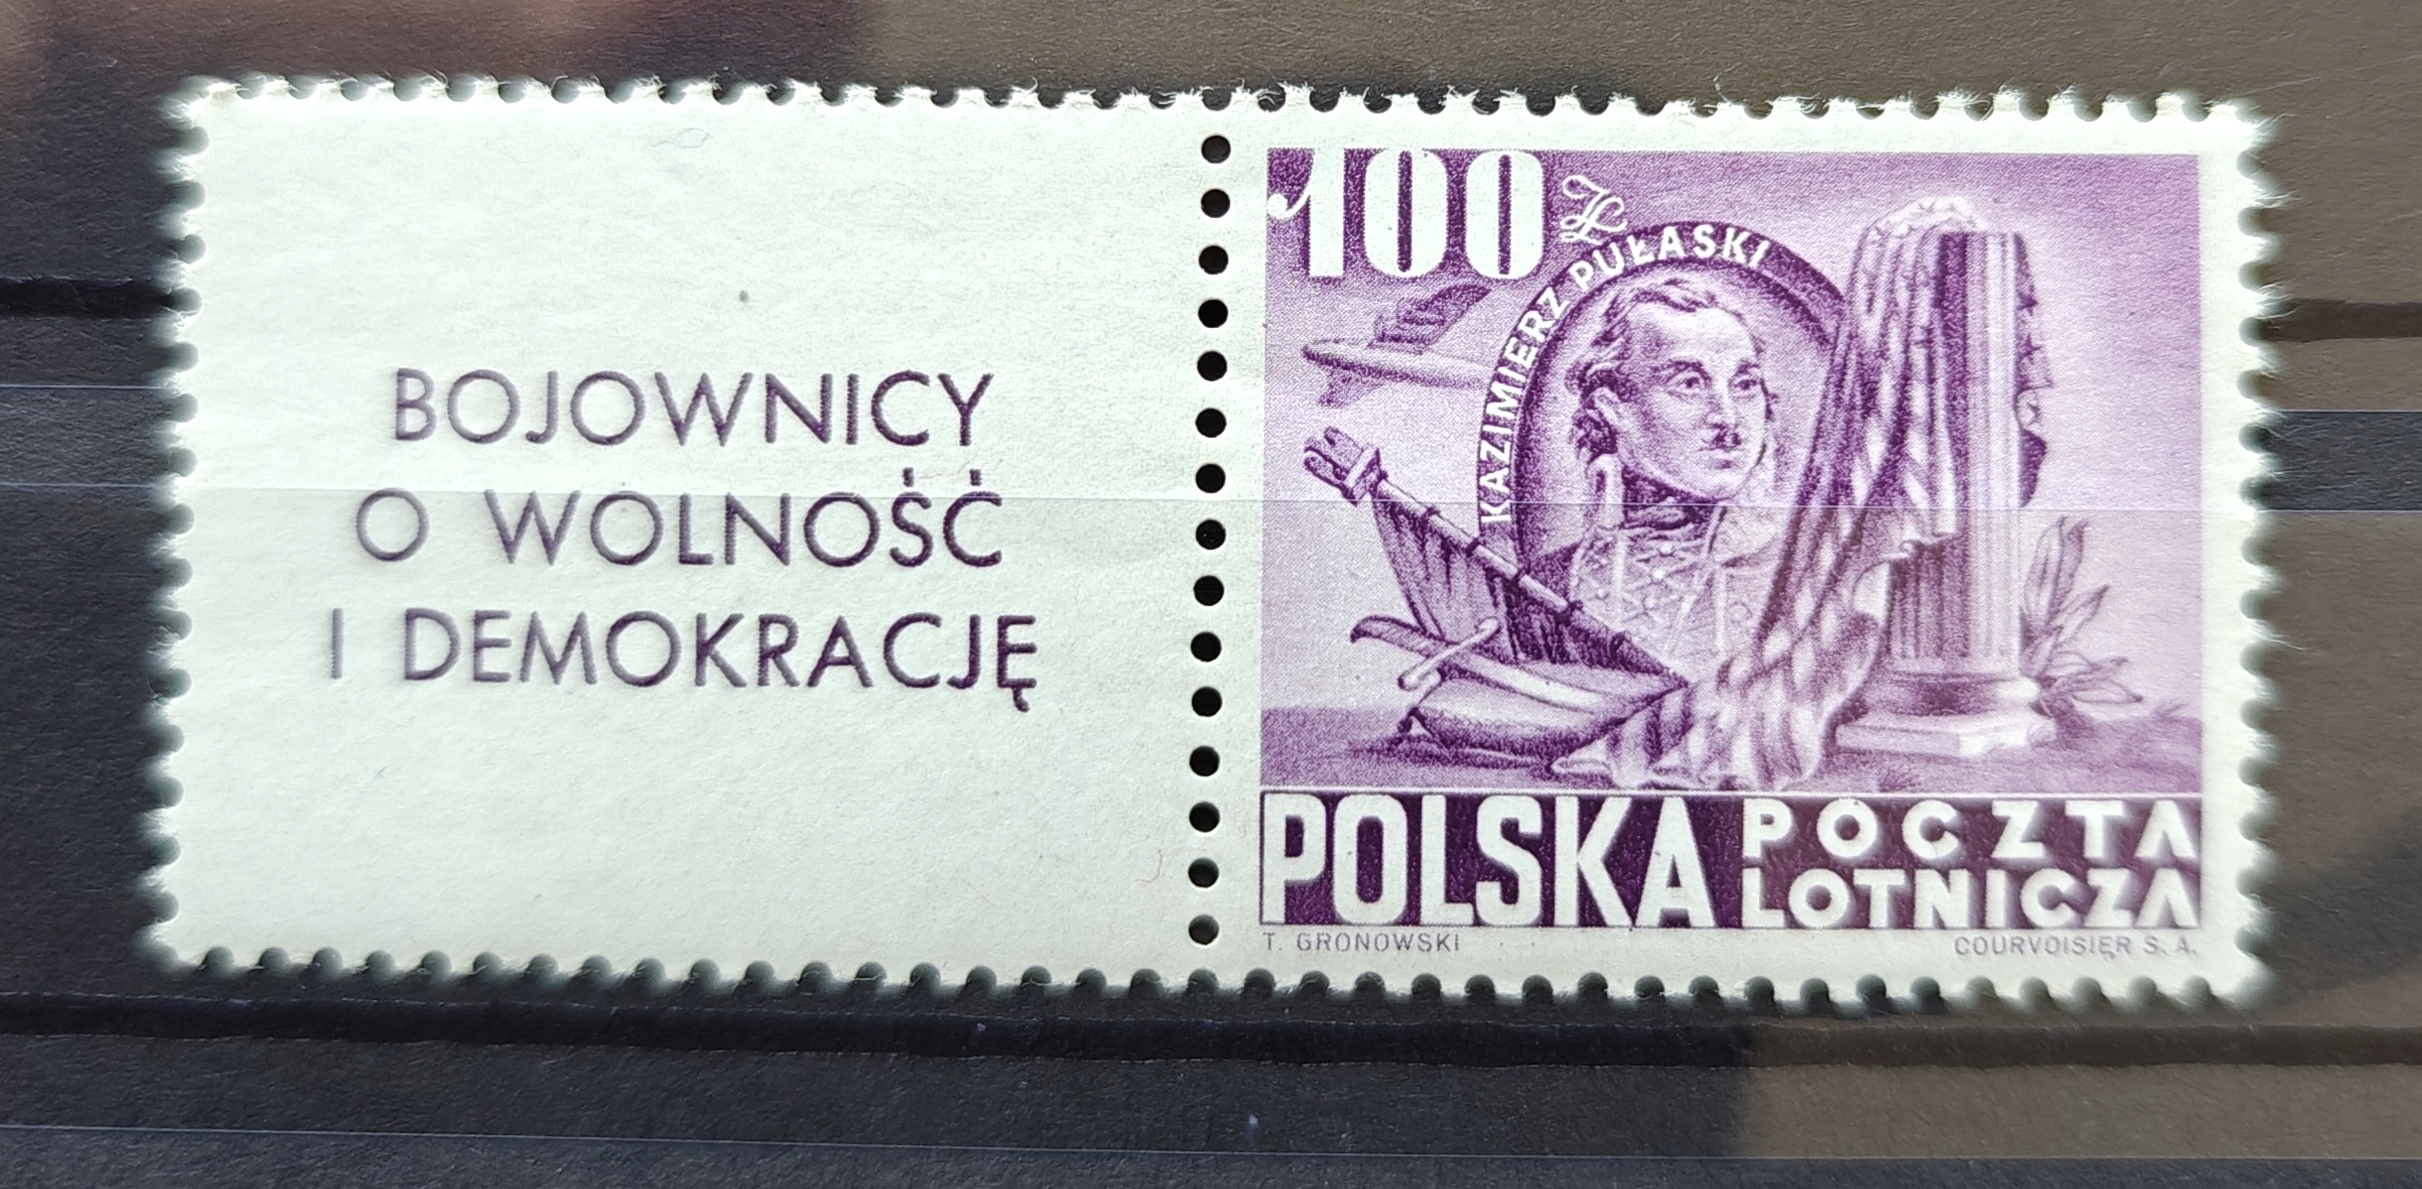 BOJOWNICY
O WOLNOŚĆ
I DEMOKRACJĘ
100 ZŁ
KAZIMIERZ PUŁASKI
POLSKA POCZTA
LOTNICZA
T. GRONOWSKI
COURVOISIER S. A.